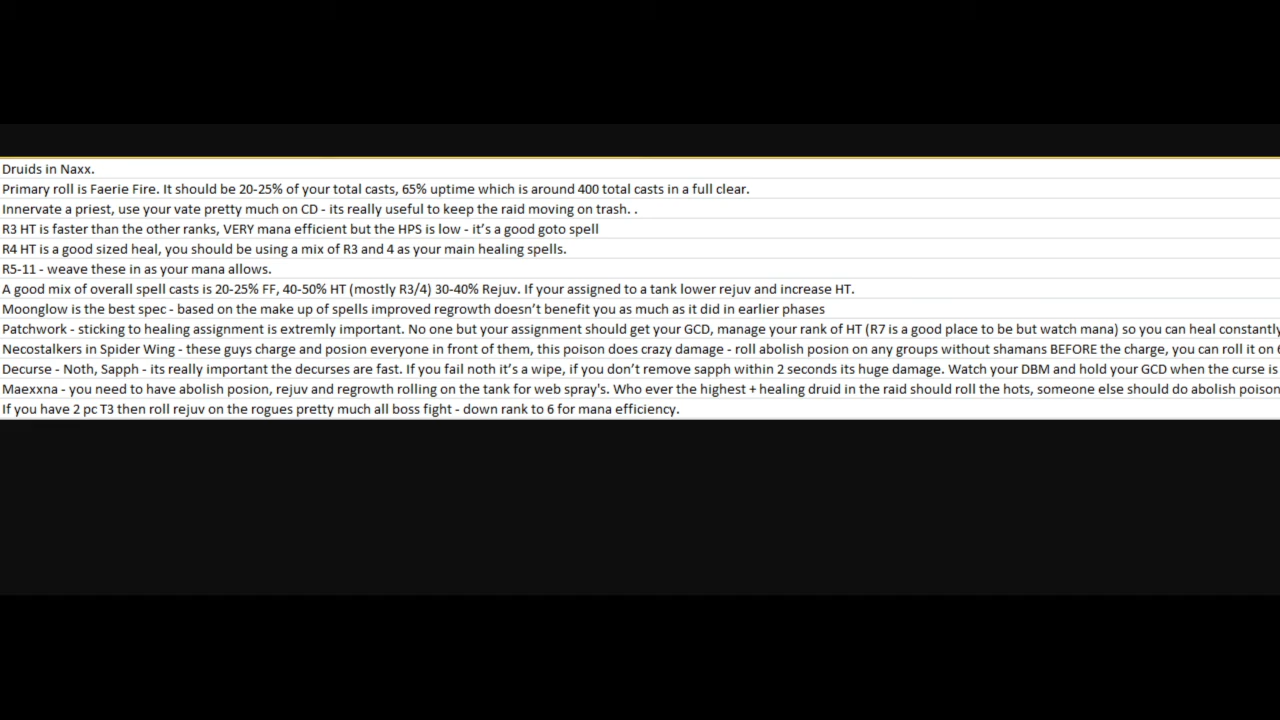 Druids in Naxx.
Primary roll is Faerie Fire. It should be 20-25% of your total casts, 65% uptime which is around 400 total casts in a full clear.
Innervate a priest, use your vate pretty much on CD - its really useful to keep the raid moving on trash. .
R3 HT is faster than the other ranks, VERY mana efficient but the HPS is low - it’s a good goto spell
R4 HT is a good sized heal, you should be using a mix of R3 and 4 as your main healing spells.
R5-11 - weave these in as your mana allows.
A good mix of overall spell casts is 20-25% FF, 40-50% HT (mostly R3/4) 30-40% Rejuv. If your assigned to a tank lower rejuv and increase HT.
Moonglow is the best spec - based on the make up of spells improved regrowth doesn’t benefit you as much as it did in earlier phases
Patchwork - sticking to healing assignment is extremly important. No one but your assignment should get your GCD, manage your rank of HT (R7 is a good place to be but watch mana) so you can heal constantly
Necostalkers in Spider Wing - these guys charge and posion everyone in front of them, this poison does crazy damage - roll abolish posion on any groups without shamans BEFORE the charge, you can roll it on
Decurse - Noth, Sapph - its really important the decurses are fast. If you fail noth it’s a wipe, if you don’t remove sapph within 2 seconds its huge damage. Watch your DBM and hold your GCD when the curse is
Maexxna - you need to have abolish posion, rejuv and regrowth rolling on the tank for web spray's. Who ever the highest + healing druid in the raid should roll the hots, someone else should do abolish poison
If you have 2 pc T3 then roll rejuv on the rogues pretty much all boss fight - down rank to 6 for mana efficiency.